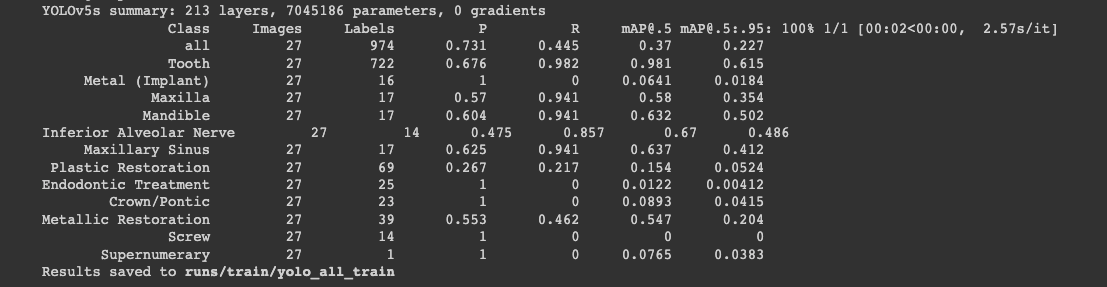 YOLOv5s summary: 213 layers, 7045186 parameters, 0 gradients
Class Images Labels P R mAP@.5 mAP@.5:.95: 100% 1/1 [00:02<00:00, 2.57s/it]
all 27 974 0.731 0.445 0.37 0.227
Tooth 27 722 0.676 0.982 0.981 0.615
Metal (Implant) 27 16 1 0 0.0641 0.0184
Maxilla 27 17 0.57 0.941 0.58 0.354
Mandible 27 17 0.604 0.941 0.632 0.502
Inferior Alveolar Nerve 27 14 0.475 0.857 0.67 0.486
Maxillary Sinus 27 17 0.625 0.941 0.637 0.412
Plastic Restoration 27 69 0.267 0.217 0.154 0.0524
Endodontic Treatment 27 25 1 0 0.0122 0.00412
Crown/Pontic 27 23 1 0 0.0893 0.0415
Metallic Restoration 27 39 0.553 0.462 0.547 0.204
Screw 27 14 1 0 0 0
Supernumerary 27 1 1 0 0.0765 0.0383
Results saved to runs/train/yolo_all_train